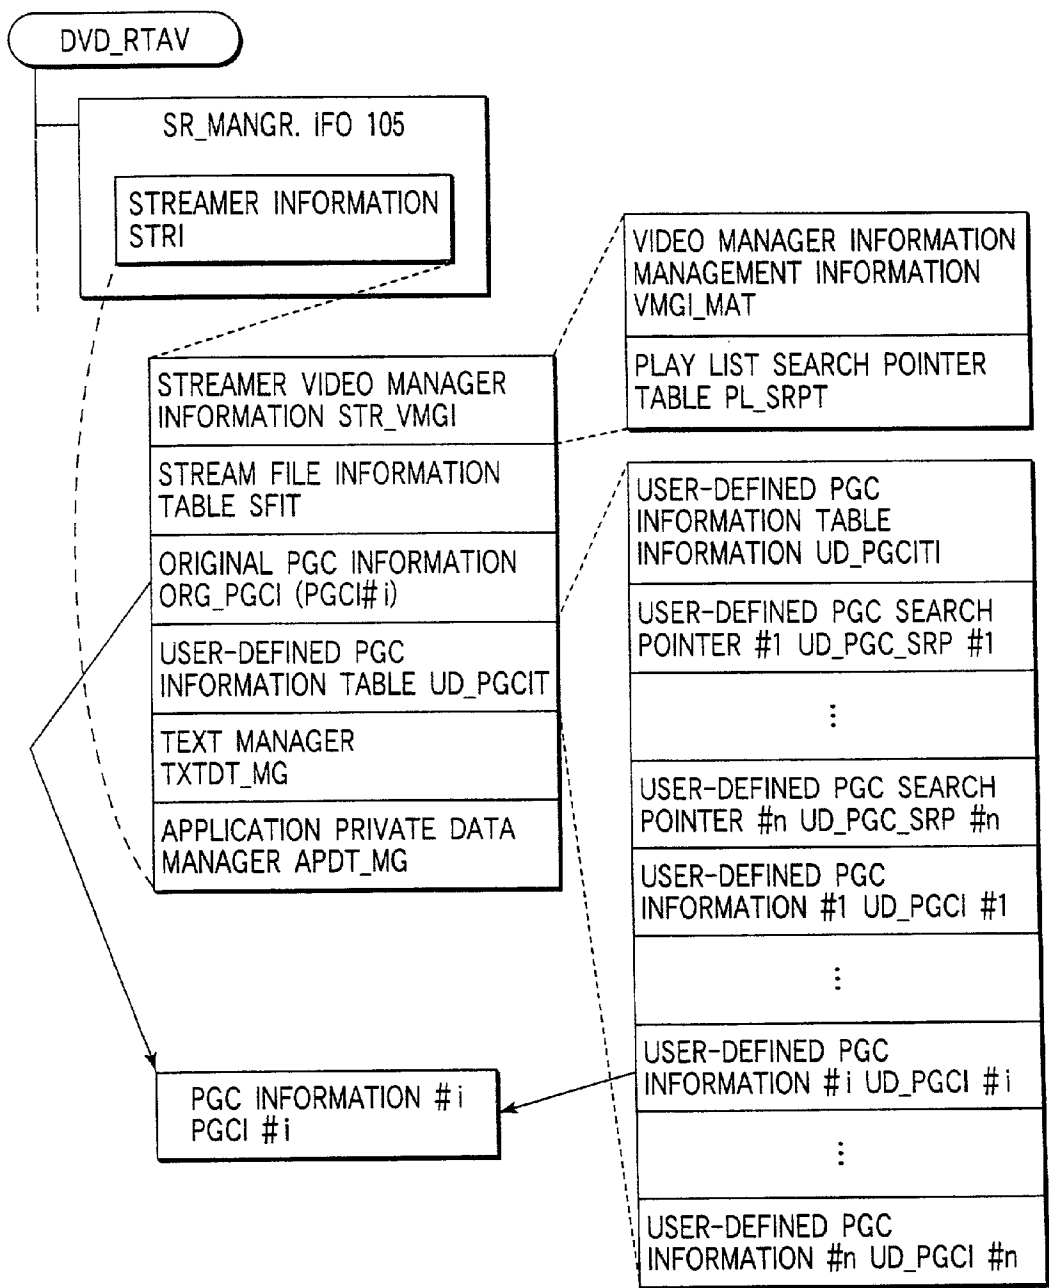 DVD_RTAV
SR_MANGR. iFO 105
STREAMER INFORMATION
STRI
VIDEO MANAGER INFORMATION
MANAGEMENT INFORMATION
VMGI_MAT
PLAY LIST SEARCH POINTER
TABLE PL_SRPT
STREAMER VIDEO MANAGER
INFORMATION STR_VMGI
STREAM FILE INFORMATION
TABLE SFIT
ORIGINAL PGC INFORMATION
ORG_PGCI (PGCI#i)
USER-DEFINED PGC
INFORMATION TABLE UD_PGCIT
TEXT MANAGER
TXTDT_MG
APPLICATION PRIVATE DATA
MANAGER APDT_MG
USER-DEFINED PGC
INFORMATION TABLE
INFORMATION UD_PGCITI
USER-DEFINED PGC SEARCH
POINTER #1 UD_PGC_SRP #1
⋮
USER-DEFINED PGC SEARCH
POINTER #n UD_PGC_SRP #n
USER-DEFINED PGC
INFORMATION #1 UD_PGCI #1
⋮
USER-DEFINED PGC
INFORMATION #i UD_PGCI #i
⋮
USER-DEFINED PGC
INFORMATION #n UD_PGCI #n
PGC INFORMATION #i
PGCI #i